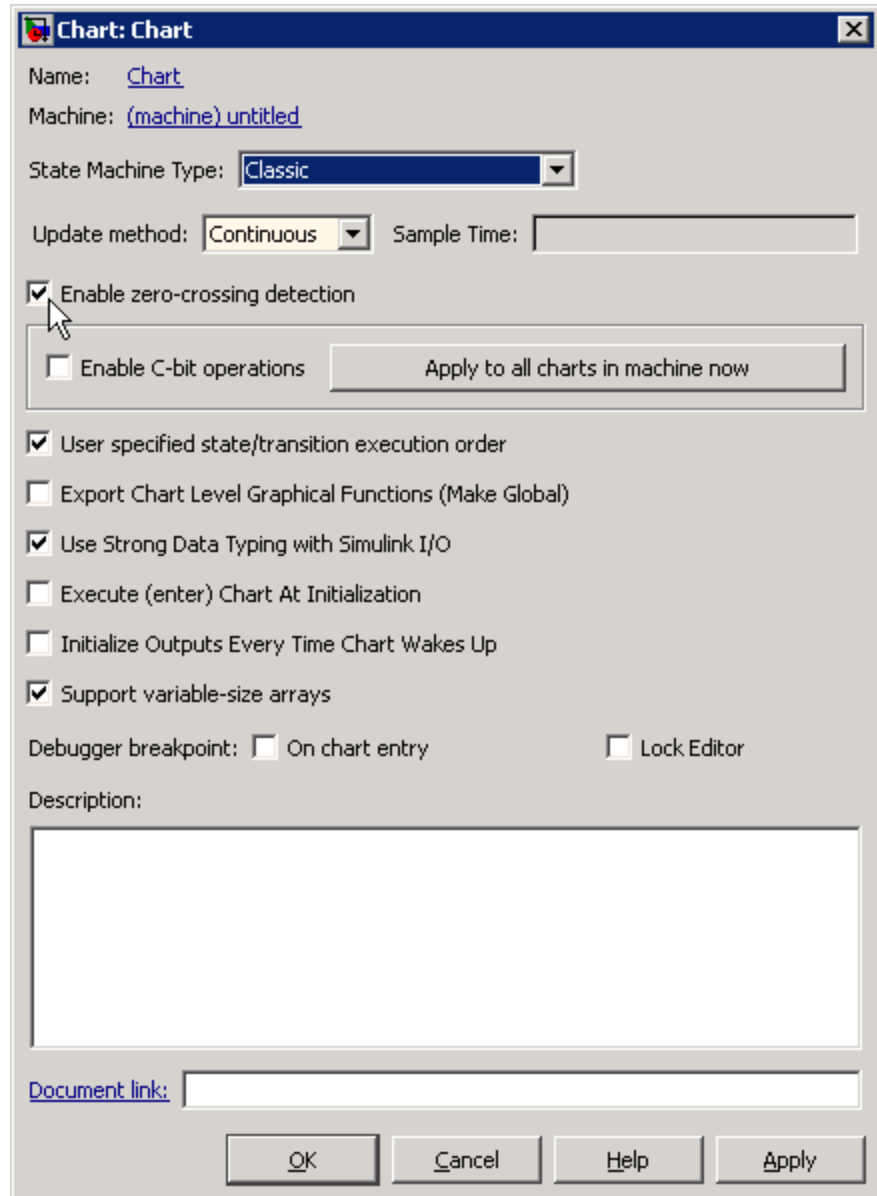 Chart: Chart
Name: Chart
Machine: (machine) untitled
State Machine Type: Classic
Update method: Continuous Sample Time:
Enable zero-crossing detection
Enable C-bit operations Apply to all charts in machine now
User specified state/transition execution order
Export Chart Level Graphical Functions (Make Global)
Use Strong Data Typing with Simulink I/O
Execute (enter) Chart At Initialization
Initialize Outputs Every Time Chart Wakes Up
Support variable-size arrays
Debugger breakpoint: On chart entry Lock Editor
Description:
Document link:
OK Cancel Help Apply